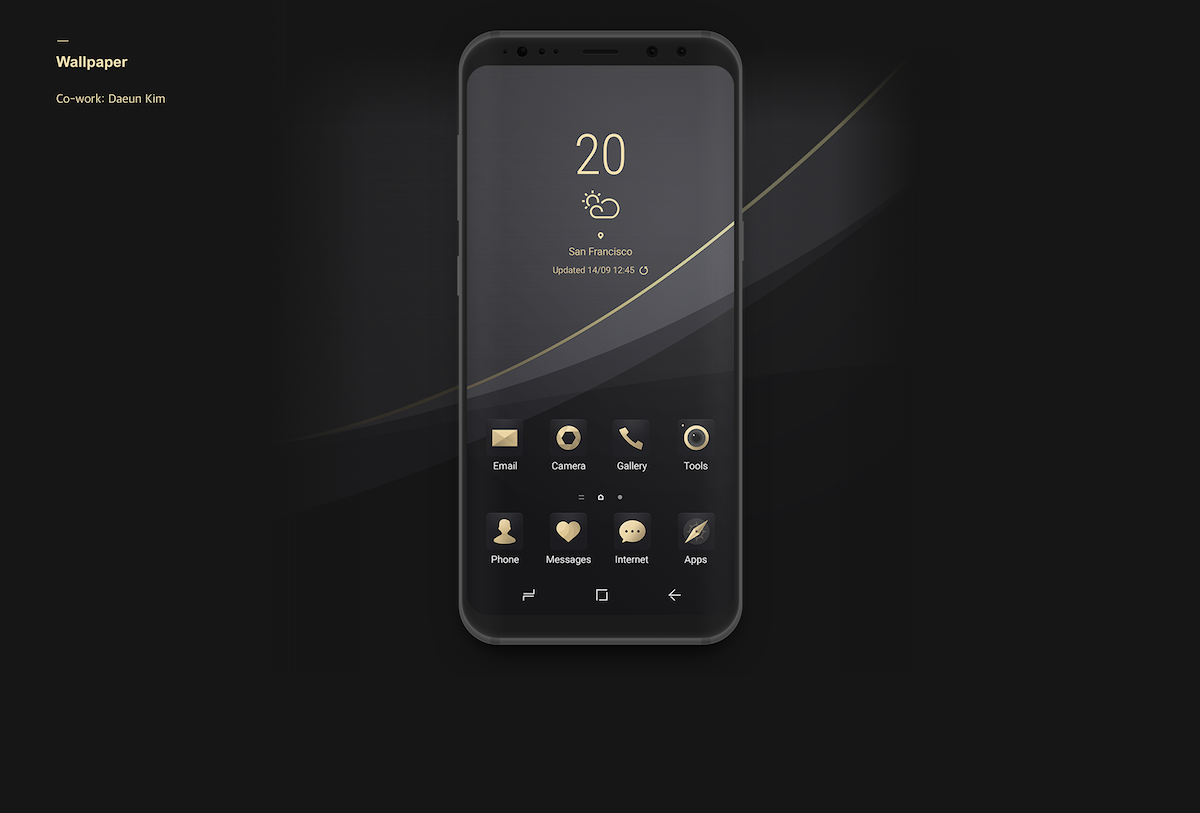 Wallpaper
Co-work: Daeun Kim
20
San Francisco
Updated 14/09 12:45
Email Camera Gallery Tools
Phone Messages Internet Apps